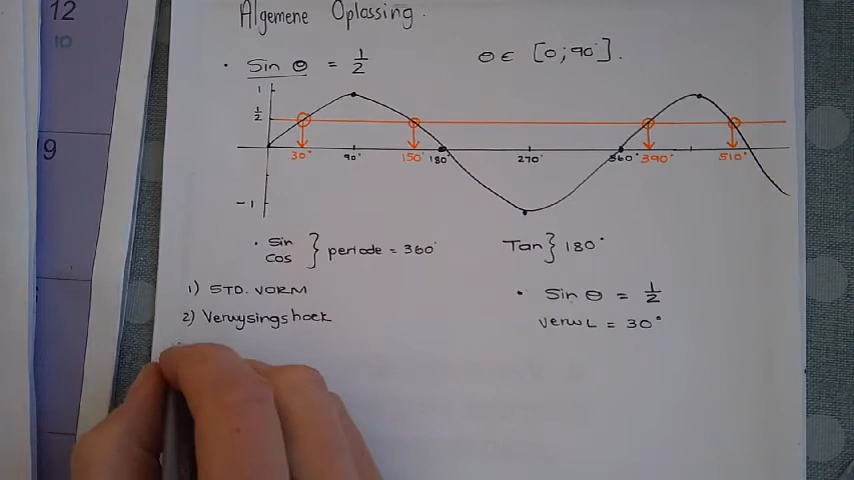 12
10
9
Algemene Oplossing.
• Sin θ = 1/2
θ ∈ [0;90°].
1
1/2
30° 90° 150° 180° 270° 360° 390° 510°
-1
• Sin
Cos } periode = 360°
Tan } 180°
1) STD. VORM
2) Verwysingshoek
• Sin θ = 1/2
verw L = 30°